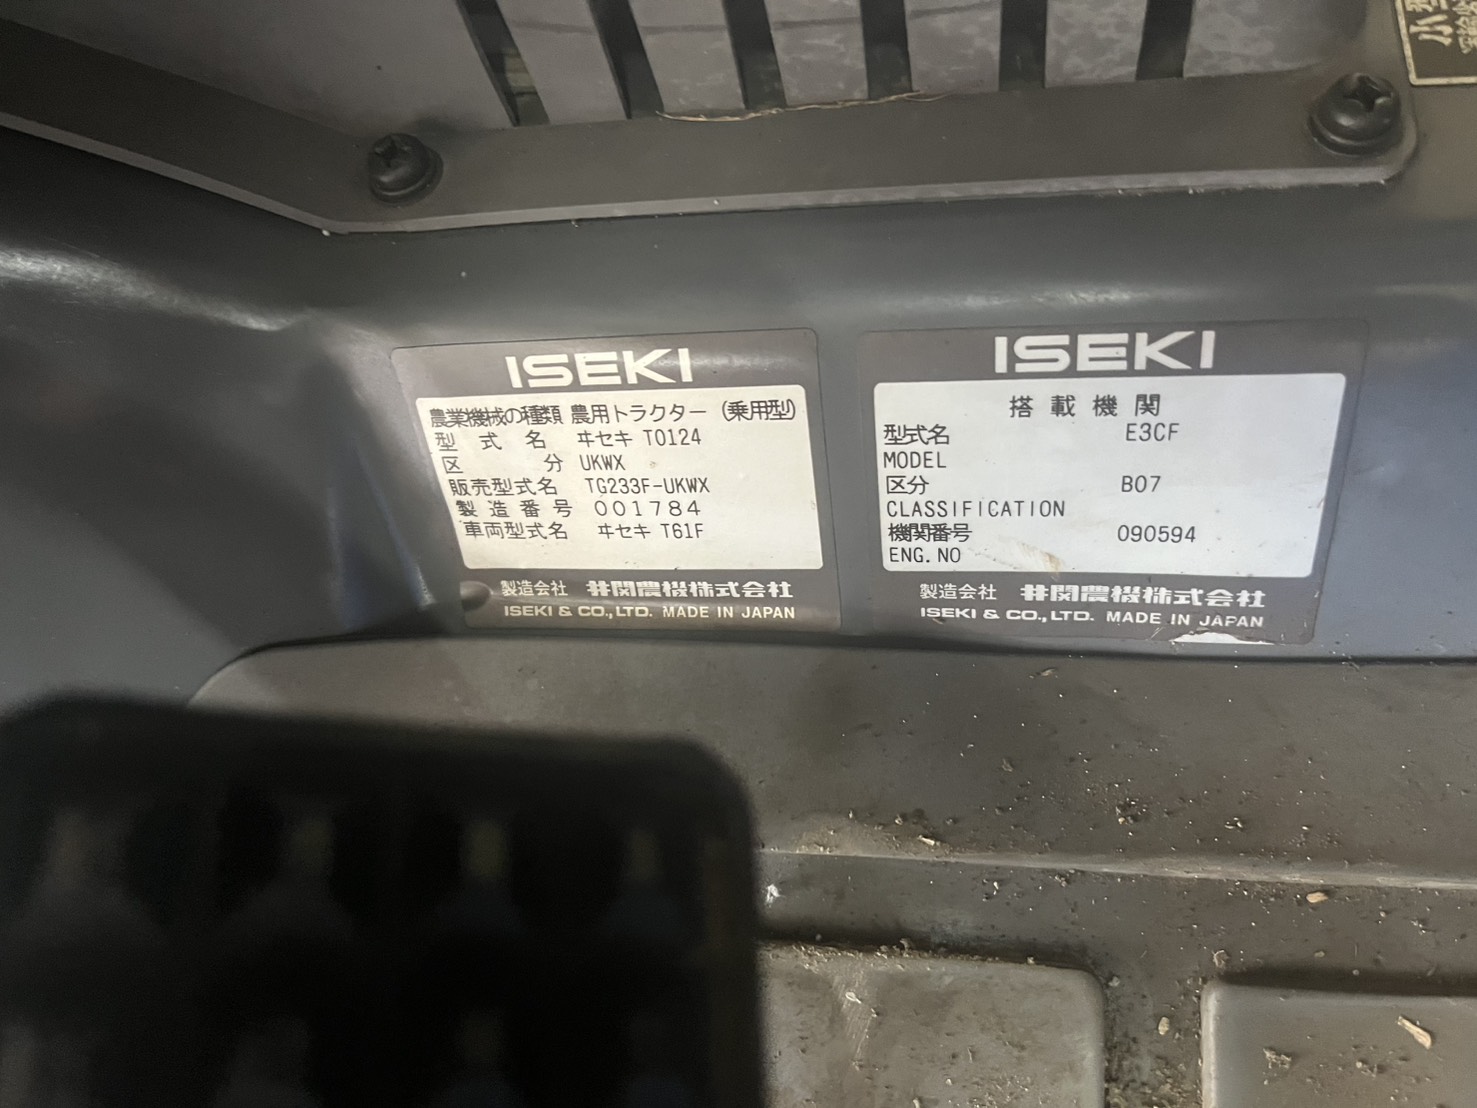 小型
ISEKI
農業機械の種類 農用トラクター (乗用型)
型式名 ヰセキ T0124
区分 UKWX
販売型式名 TG233F-UKWX
製造番号 001784
車両型式名 ヰセキ T61F
製造会社 井関農機株式会社
ISEKI & CO.,LTD. MADE IN JAPAN
ISEKI
搭載機関
型式名 E3CF
MODEL
区分 B07
CLASSIFICATION
機関番号 090594
ENG.NO
製造会社 井関農機株式会社
ISEKI & CO.,LTD. MADE IN JAPAN